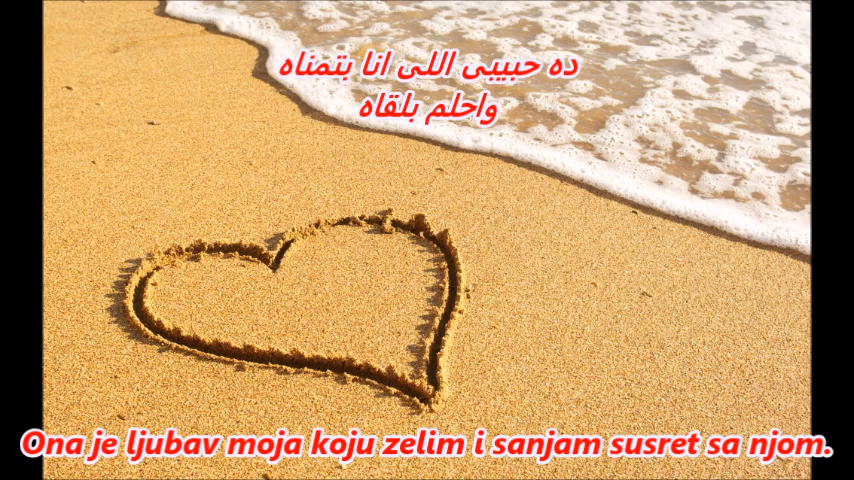 ده حبيبى اللى انا بتمناه
واحلم بلقاه
Ona je ljubav moja koju zelim i sanjam susret sa njom.